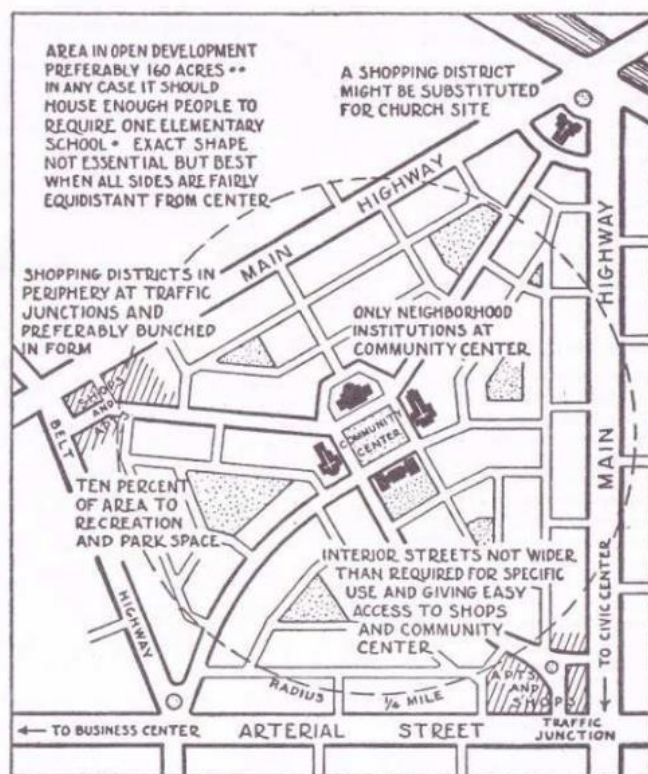 AREA IN OPEN DEVELOPMENT
PREFERABLY 160 ACRES • •
IN ANY CASE IT SHOULD
HOUSE ENOUGH PEOPLE TO
REQUIRE ONE ELEMENTARY
SCHOOL • EXACT SHAPE
NOT ESSENTIAL BUT BEST
WHEN ALL SIDES ARE FAIRLY
EQUIDISTANT FROM CENTER
A SHOPPING DISTRICT
MIGHT BE SUBSTITUTED
FOR CHURCH SITE
MAIN HIGHWAY
HIGHWAY
MAIN
SHOPPING DISTRICTS IN
PERIPHERY AT TRAFFIC
JUNCTIONS AND
PREFERABLY BUNCHED
IN FORM
ONLY NEIGHBORHOOD
INSTITUTIONS AT
COMMUNITY CENTER
SHOPS
AND
APTS
BELT
HIGHWAY
COMMUNITY
CENTER
TEN PERCENT
OF AREA TO
RECREATION
AND PARK SPACE
INTERIOR STREETS NOT WIDER
THAN REQUIRED FOR SPECIFIC
USE AND GIVING EASY
ACCESS TO SHOPS
AND COMMUNITY
CENTER
TO CIVIC CENTER
RADIUS ¼ MILE
APTS
AND
SHOPS
← TO BUSINESS CENTER ARTERIAL STREET
TRAFFIC
JUNCTION